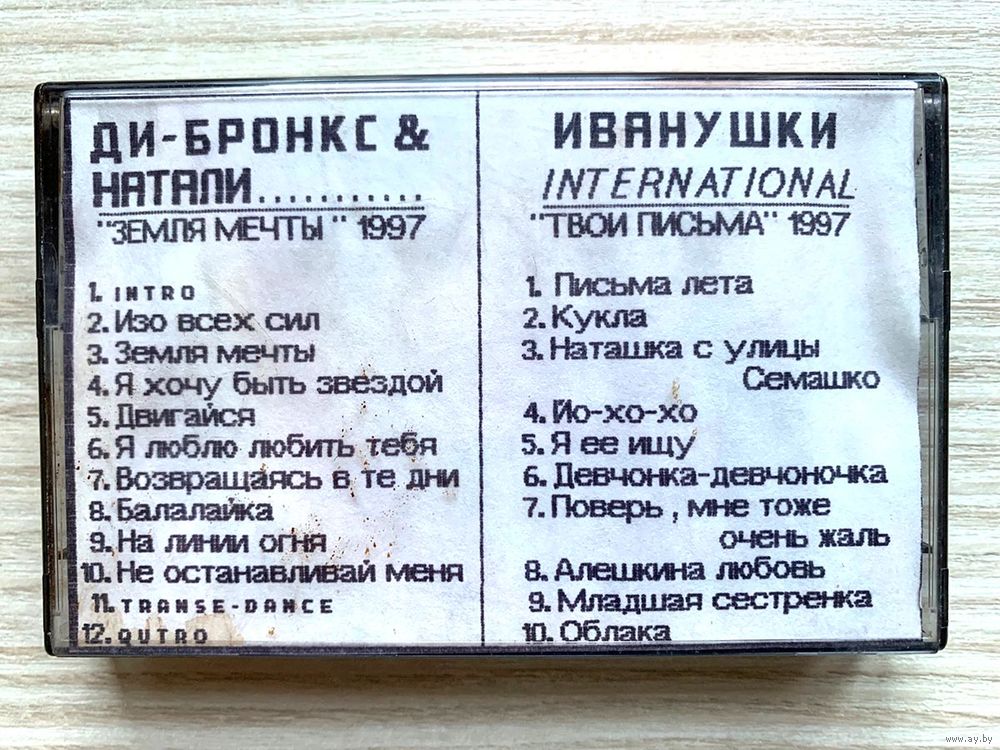 ДИ-БРОНКС &
НАТАЛИ............
"ЗЕМЛЯ МЕЧТЫ" 1997
1. INTRO
2. Изо всех сил
3. Земля мечты
4. Я хочу быть звездой
5. Двигайся
6. Я люблю любить тебя
7. Возвращаясь в те дни
8. Балалайка
9. На линии огня
10. Не останавливай меня
11. TRANSE-DANCE
12. OUTRO
ИВАНУШКИ
INTERNATIONAL
"ТВОИ ПИСЬМА" 1997
1. Письма лета
2. Кукла
3. Наташка с улицы
Семашко
4. Йо-хо-хо
5. Я ее ищу
6. Девчонка-девчоночка
7. Поверь, мне тоже
очень жаль
8. Алешкина любовь
9. Младшая сестренка
10. Облака
www.ay.by